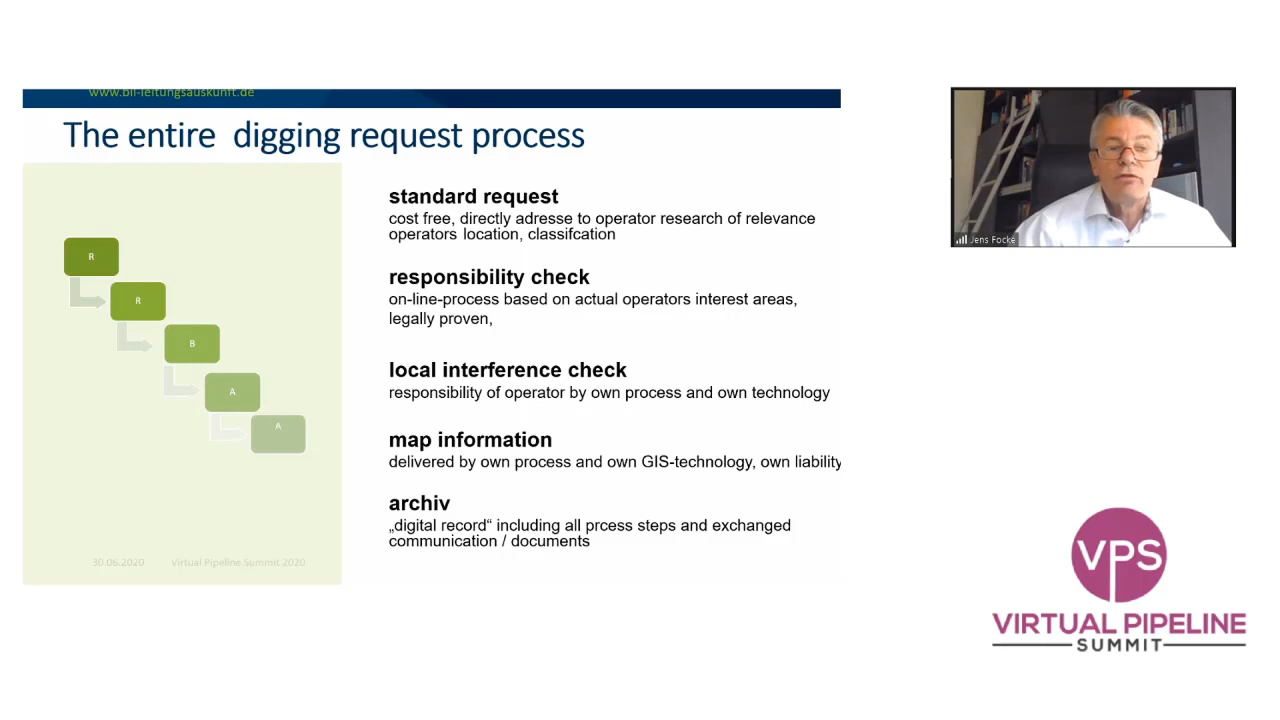 www.bil-leitungsauskunft.de
The entire digging request process
R
R
B
A
A
standard request
cost free, directly adresse to operator research of relevance
operators location, classifcation
responsibility check
on-line-process based on actual operators interest areas,
legally proven,
local interference check
responsibility of operator by own process and own technology
map information
delivered by own process and own GIS-technology, own liability
archiv
„digital record“ including all prcess steps and exchanged
communication / documents
30.06.2020 Virtual Pipeline Summit 2020
Jens Focke
VPS
VIRTUAL PIPELINE
SUMMIT